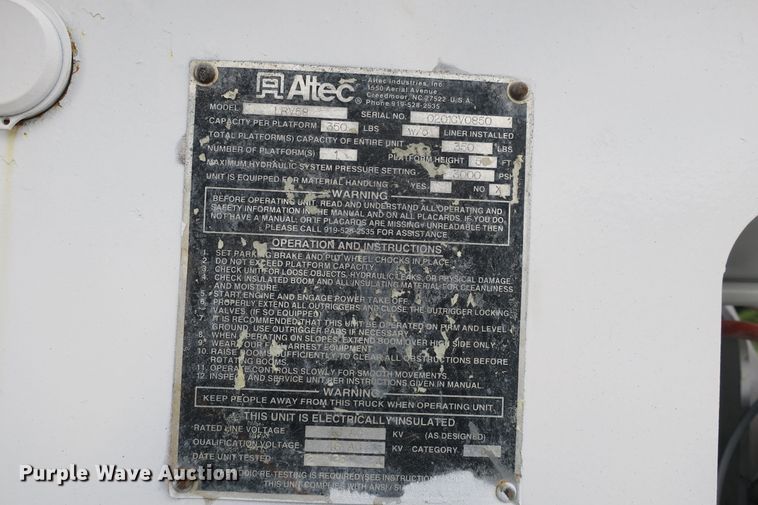 Altec®
Altec Industries, Inc
1550 Aerial Avenue
Creedmoor, NC 27522 U.S.A.
Phone 919-528-2535
MODEL SERIAL NO. 0201CV0850
CAPACITY PER PLATFORM 350 LBS W/O LINER INSTALLED
TOTAL PLATFORM(S) CAPACITY OF ENTIRE UNIT 350 LBS
NUMBER OF PLATFORM(S) 1 PLATFORM HEIGHT FT
MAXIMUM HYDRAULIC SYSTEM PRESSURE SETTING 3000 PSI
UNIT IS EQUIPPED FOR MATERIAL HANDLING YES NO X
WARNING
BEFORE OPERATING UNIT, READ AND UNDERSTAND ALL OPERATING AND
SAFETY INFORMATION IN THE MANUAL AND ON ALL PLACARDS. IF YOU DO
NOT HAVE A MANUAL, OR IF PLACARDS ARE MISSING / UNREADABLE THEN
PLEASE CALL 919-528-2535 FOR ASSISTANCE
OPERATION AND INSTRUCTIONS
1. SET PARKING BRAKE AND PUT WHEEL CHOCKS IN PLACE
2. DO NOT EXCEED PLATFORM CAPACITY.
3. CHECK UNIT FOR LOOSE OBJECTS, HYDRAULIC LEAKS, OR PHYSICAL DAMAGE
4. CHECK INSULATED BOOM AND ALL INSULATING MATERIAL FOR CLEANLINESS
AND MOISTURE.
5. START ENGINE AND ENGAGE POWER TAKE OFF.
6. PROPERLY EXTEND ALL OUTRIGGERS AND CLOSE THE OUTRIGGER LOCKING
VALVES, (IF SO EQUIPPED)
7. IT IS RECOMMENDED THAT THIS UNIT BE OPERATED ON FIRM AND LEVEL
GROUND, USE OUTRIGGER PADS IF NECESSARY.
8. WHEN OPERATING ON SLOPES, EXTEND BOOM OVER HIGH SIDE ONLY.
9. WEAR YOUR FALL ARREST EQUIPMENT.
10. RAISE BOOM SUFFICIENTLY TO CLEAR ALL OBSTRUCTIONS BEFORE
ROTATING BOOMS.
11. OPERATE CONTROLS SLOWLY FOR SMOOTH MOVEMENTS.
12. INSPECT AND SERVICE UNIT PER INSTRUCTIONS GIVEN IN MANUAL.
WARNING
KEEP PEOPLE AWAY FROM THIS TRUCK WHEN OPERATING UNIT.
THIS UNIT IS ELECTRICALLY INSULATED
RATED LINE VOLTAGE KV (AS DESIGNED)
QUALIFICATION VOLTAGE KV CATEGORY
DATE UNIT TESTED
RE-TESTING IS REQUIRED (SEE INSTRUCTION
THIS UNIT COMPLIES WITH ANSI /
Purple Wave Auction